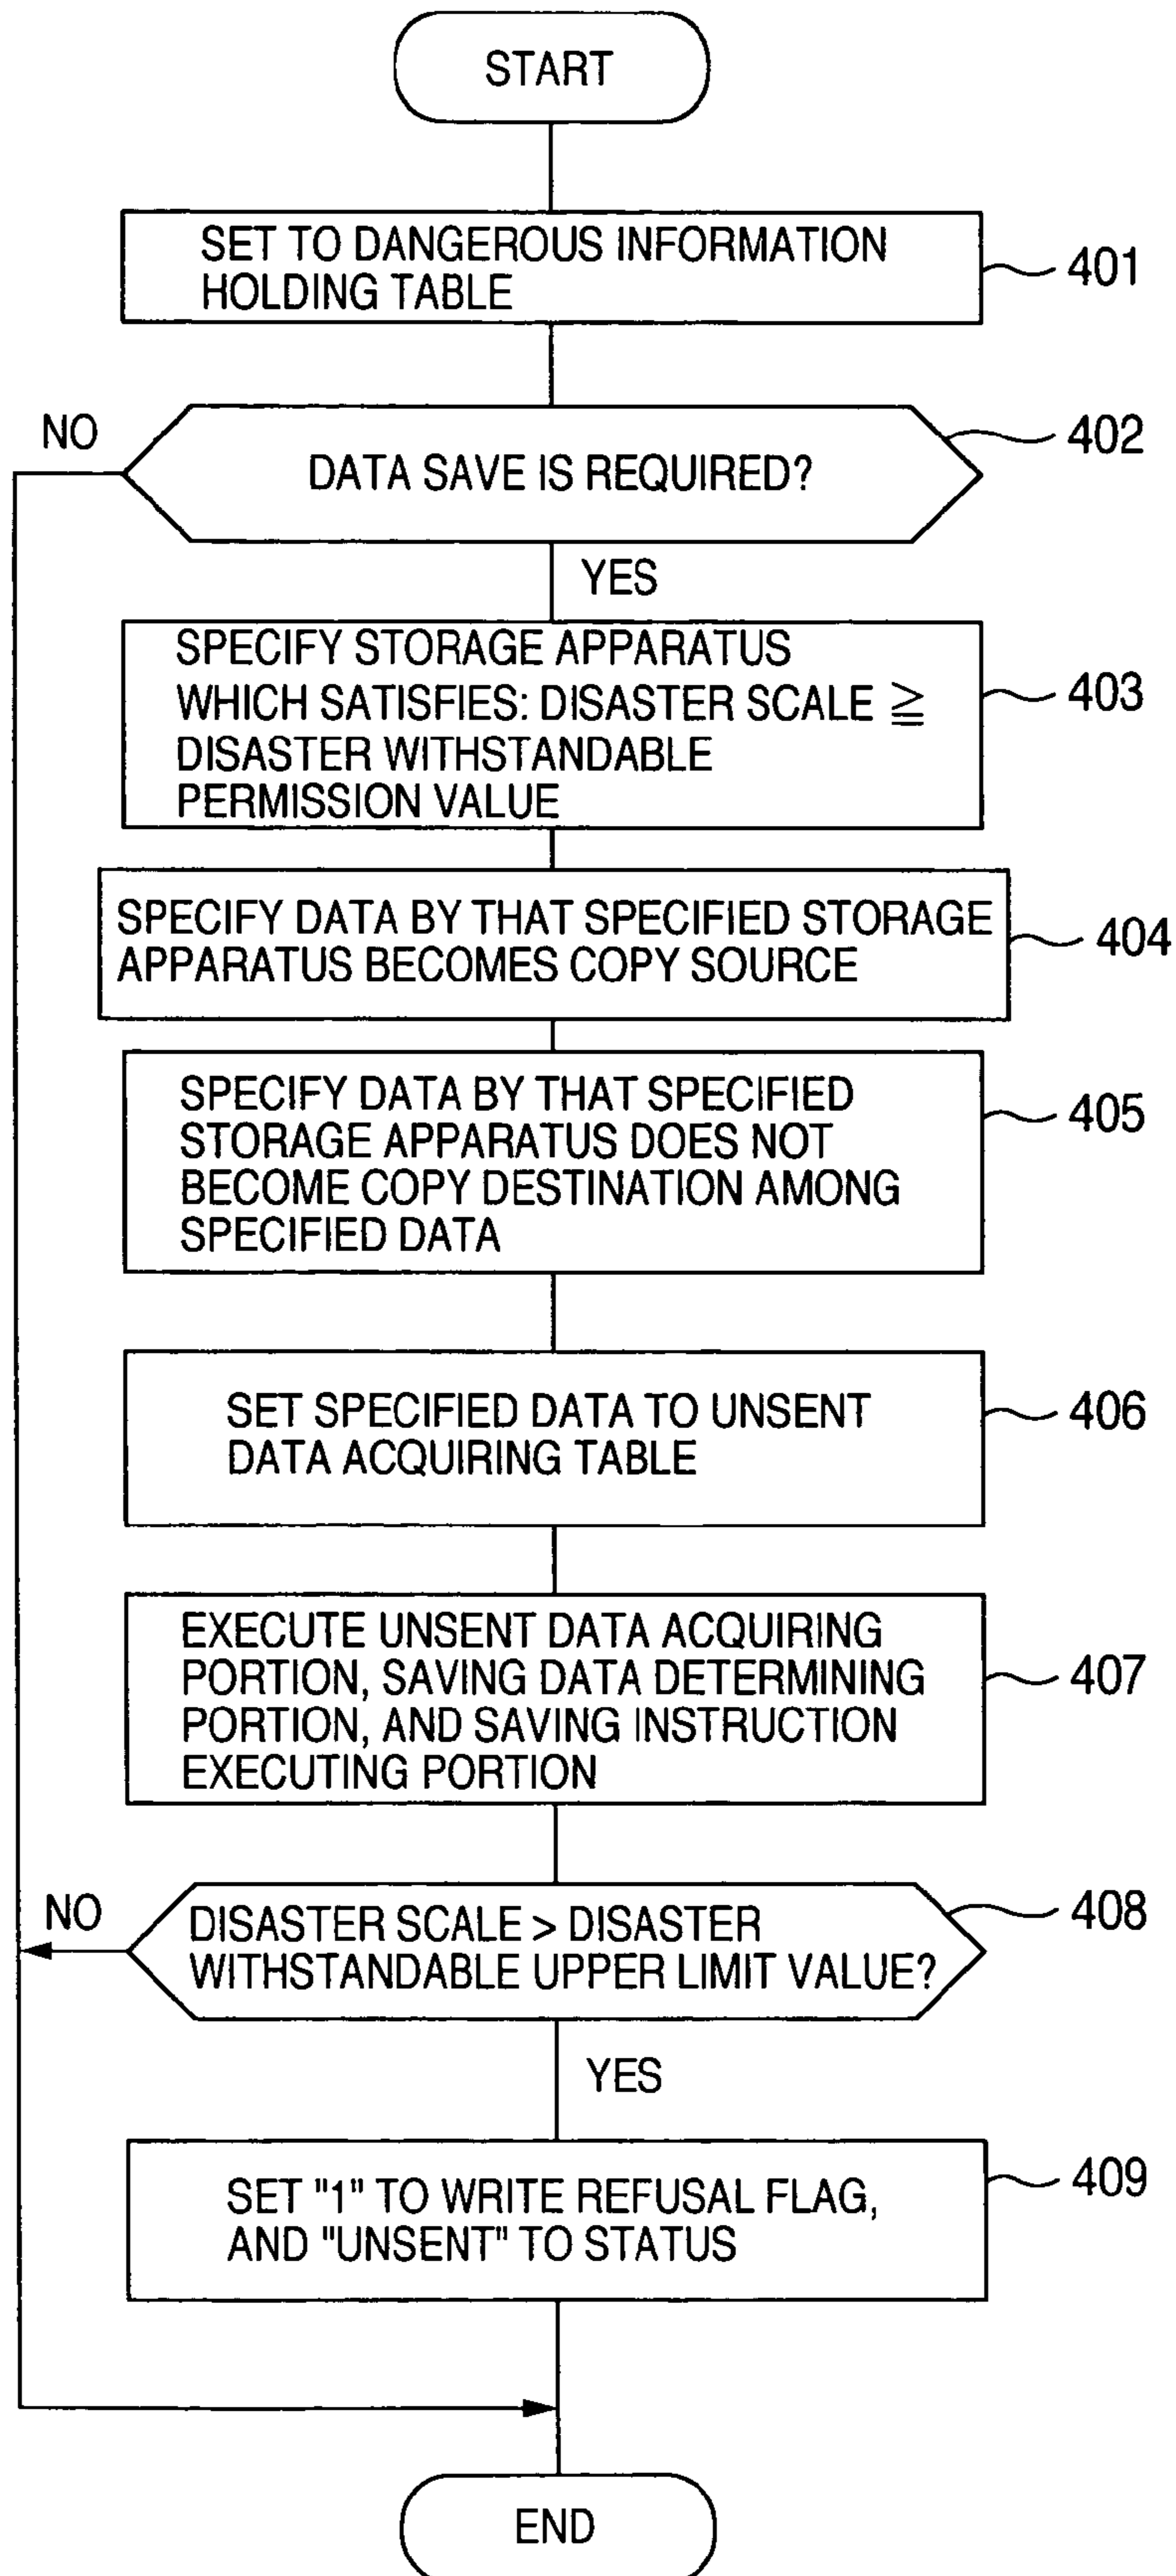 START
SET TO DANGEROUS INFORMATION
HOLDING TABLE
401
NO
402
DATA SAVE IS REQUIRED?
YES
SPECIFY STORAGE APPARATUS
WHICH SATISFIES: DISASTER SCALE ≧
DISASTER WITHSTANDABLE
PERMISSION VALUE
403
SPECIFY DATA BY THAT SPECIFIED STORAGE
APPARATUS BECOMES COPY SOURCE
404
SPECIFY DATA BY THAT SPECIFIED
STORAGE APPARATUS DOES NOT
BECOME COPY DESTINATION AMONG
SPECIFIED DATA
405
SET SPECIFIED DATA TO UNSENT
DATA ACQUIRING TABLE
406
EXECUTE UNSENT DATA ACQUIRING
PORTION, SAVING DATA DETERMINING
PORTION, AND SAVING INSTRUCTION
EXECUTING PORTION
407
NO
DISASTER SCALE > DISASTER
WITHSTANDABLE UPPER LIMIT VALUE?
408
YES
SET "1" TO WRITE REFUSAL FLAG,
AND "UNSENT" TO STATUS
409
END